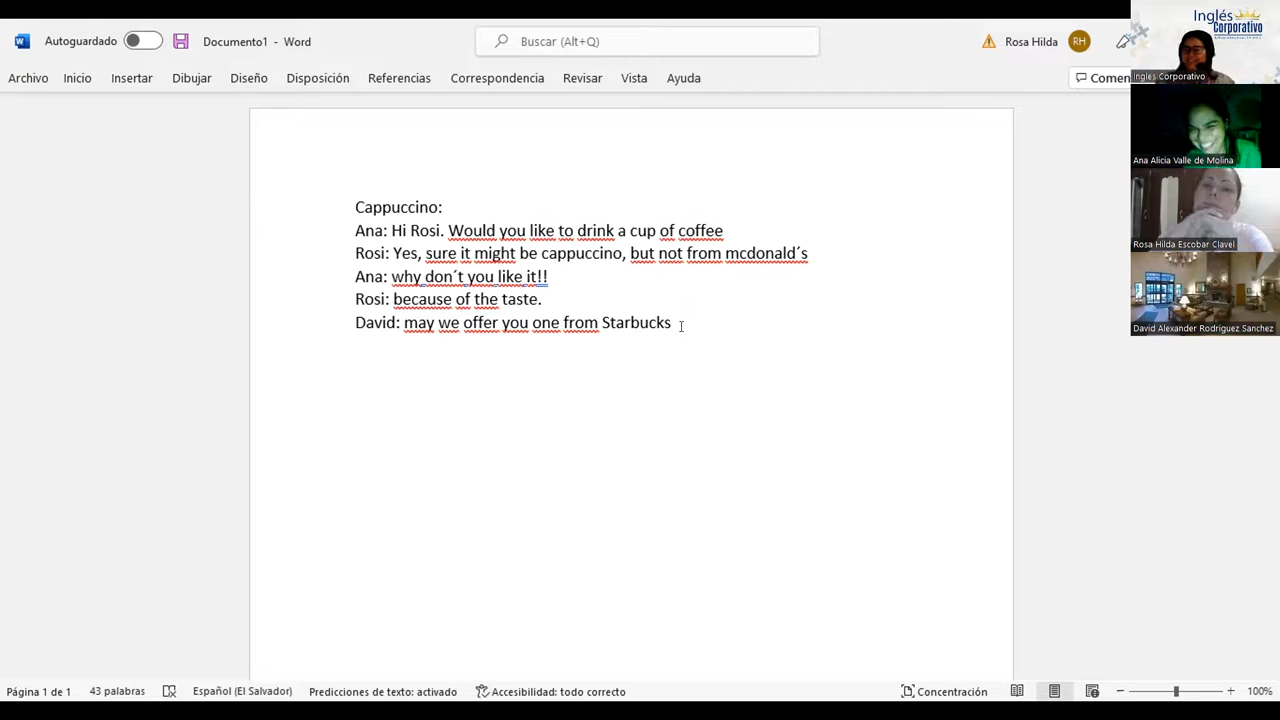 Autoguardado
Documento1 - Word
Buscar (Alt+Q)
Rosa Hilda
RH
Archivo Inicio Insertar Dibujar Diseño Disposición Referencias Correspondencia Revisar Vista Ayuda
Comen
Inglés
Corporativo
Ingles Corporativo
Ana Alicia Valle de Molina
Rosa Hilda Escobar Clavel
David Alexander Rodriguez Sanchez
Cappuccino:
Ana: Hi Rosi. Would you like to drink a cup of coffee
Rosi: Yes, sure it might be cappuccino, but not from mcdonald´s
Ana: why don´t you like it!!
Rosi: because of the taste.
David: may we offer you one from Starbucks
Página 1 de 1 43 palabras Español (El Salvador) Predicciones de texto: activado Accesibilidad: todo correcto Concentración 100%